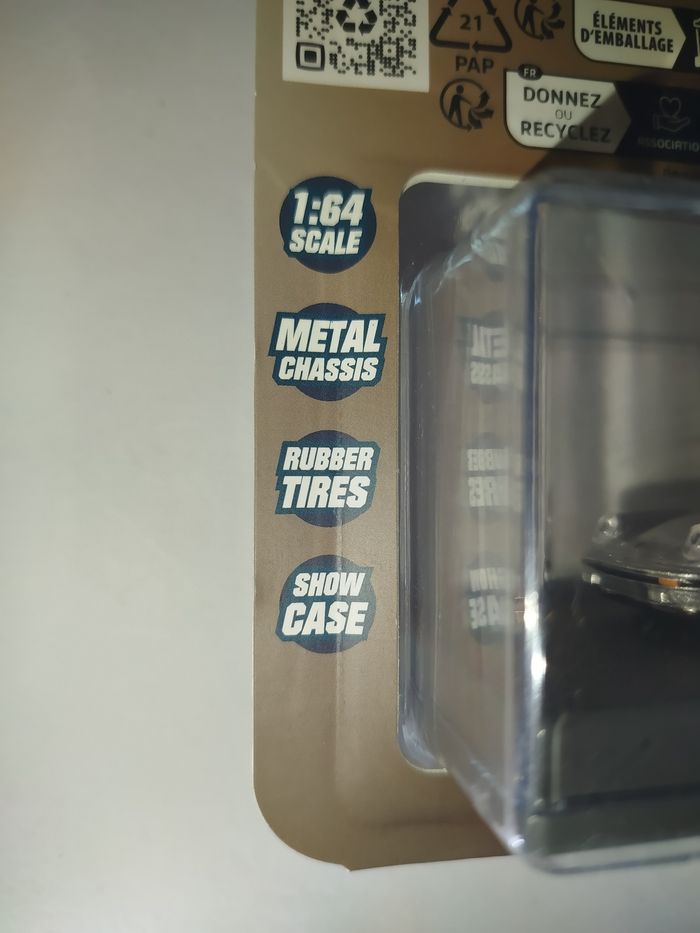 21
PAP
ÉLÉMENTS
D'EMBALLAGE
FR
DONNEZ
OU
RECYCLEZ
1:64
SCALE
METAL
CHASSIS
RUBBER
TIRES
SHOW
CASE